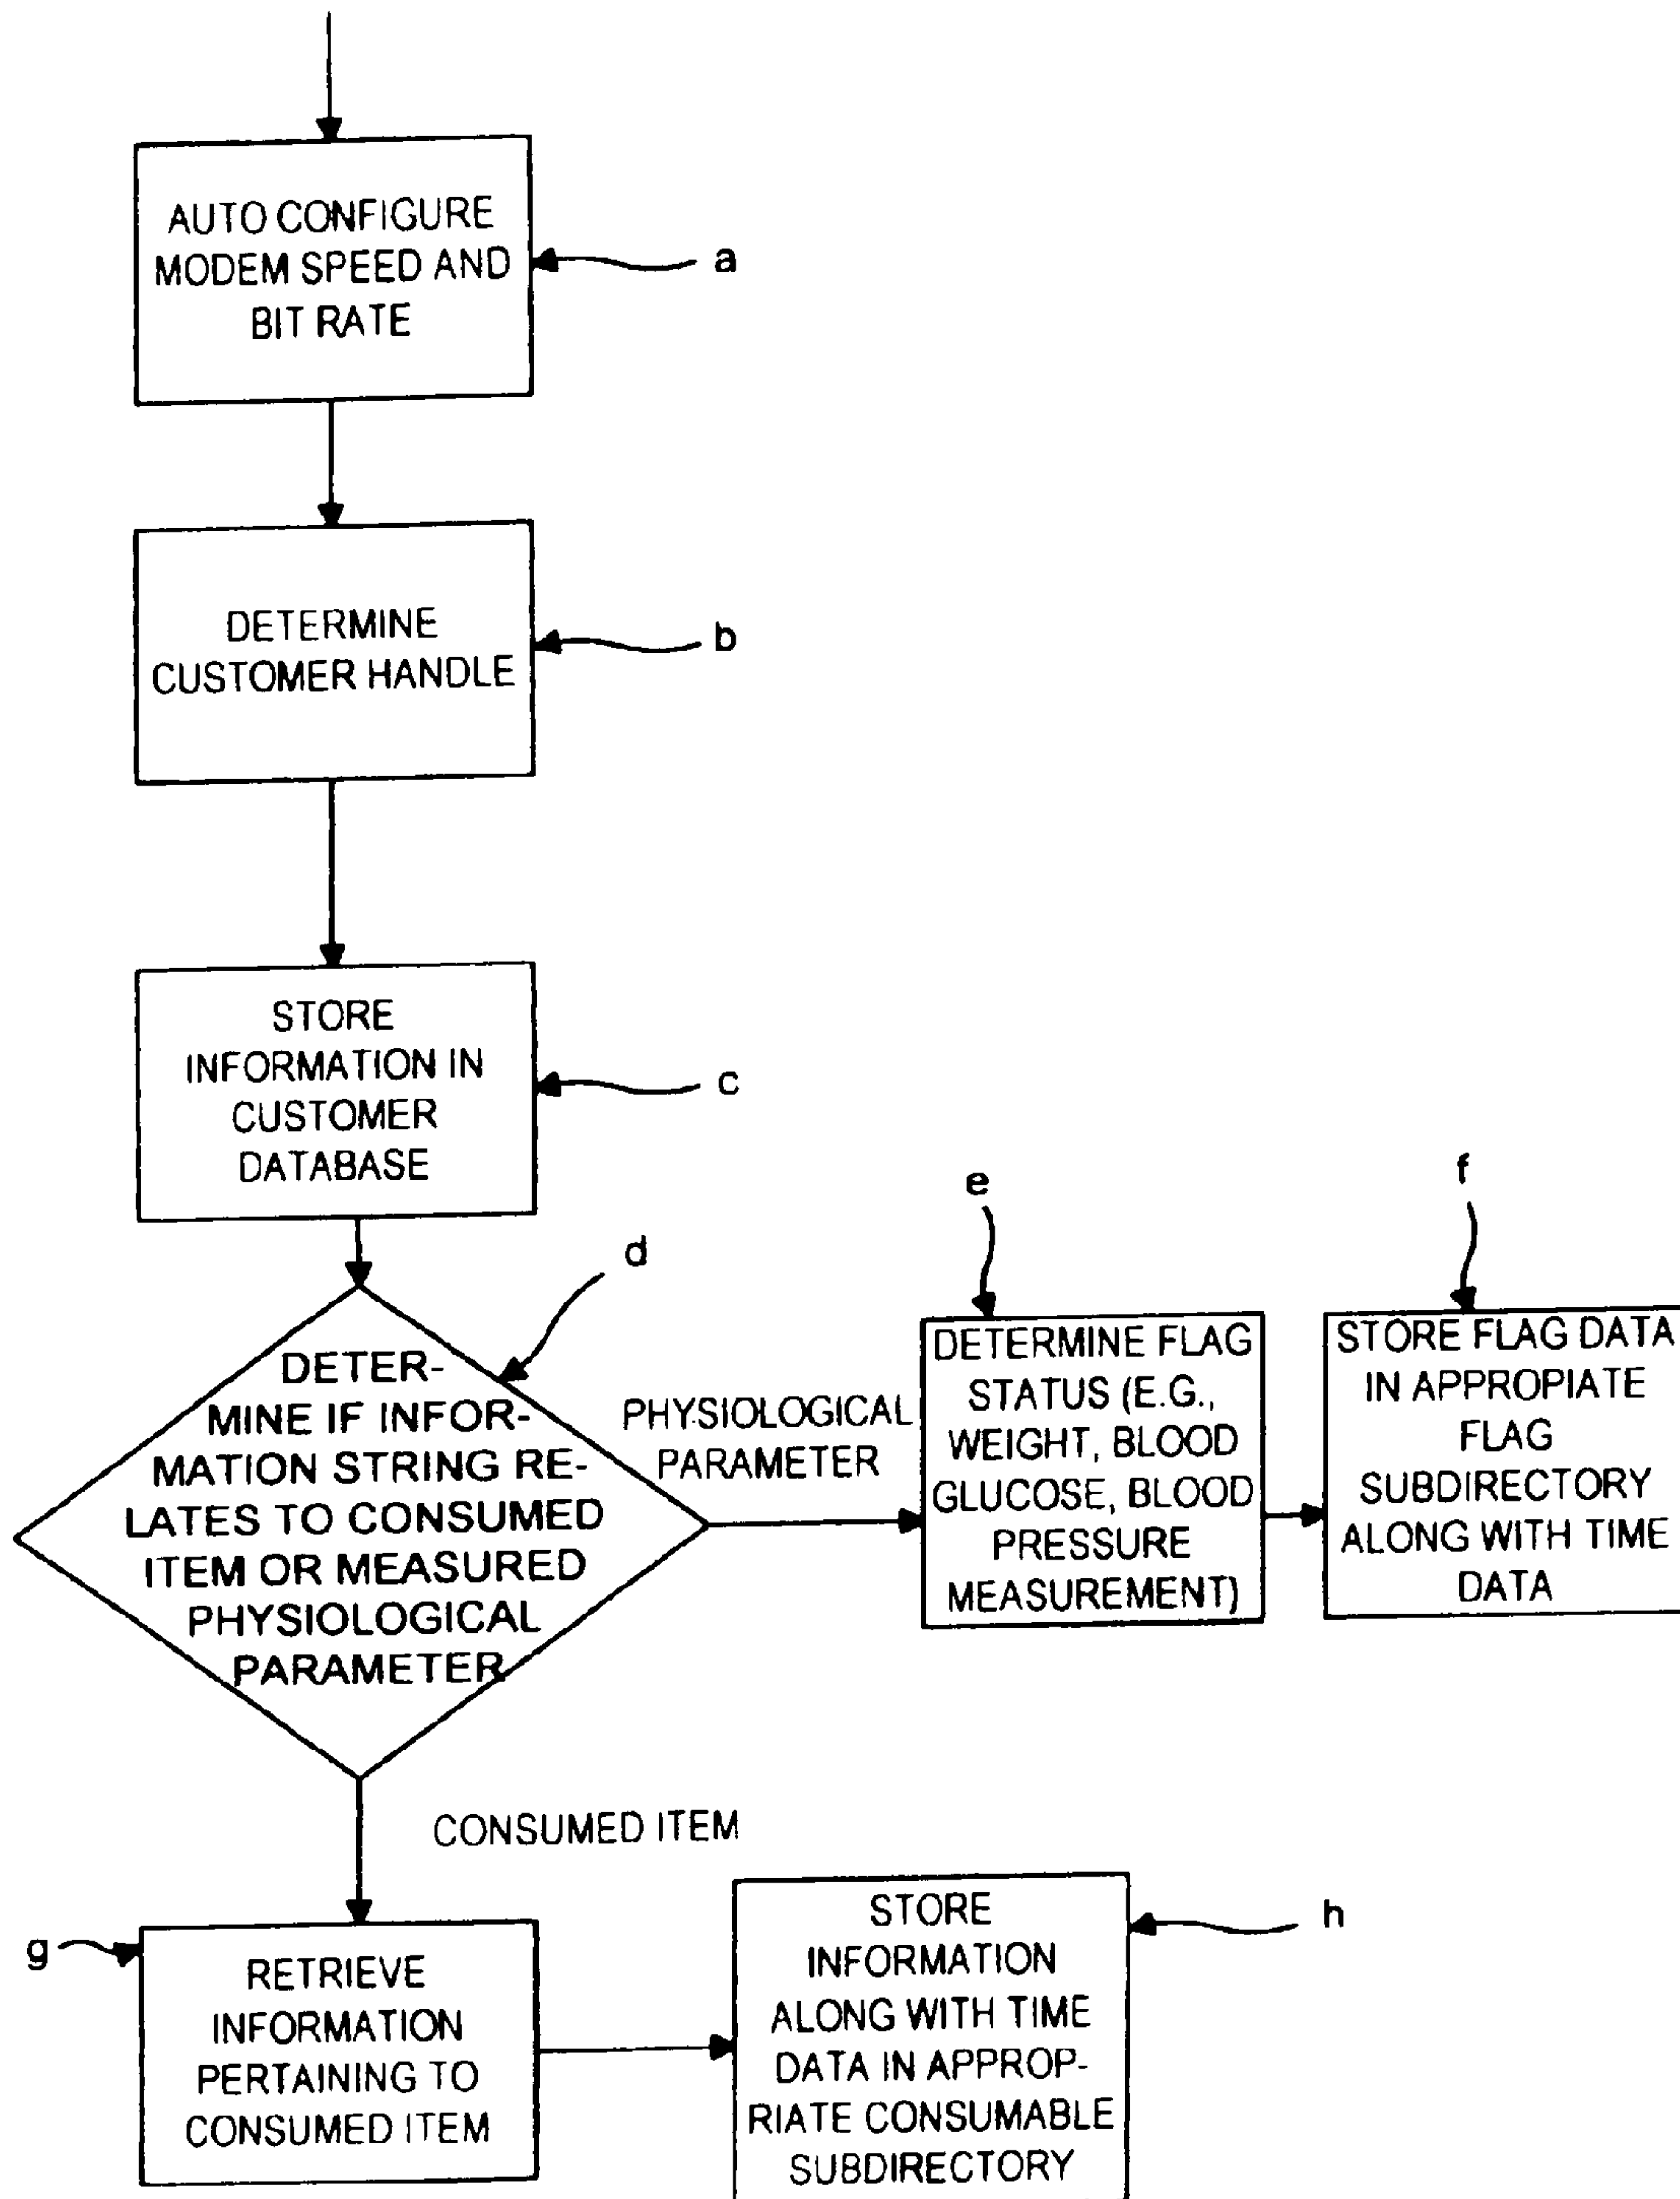 AUTO CONFIGURE
MODEM SPEED AND
BIT RATE
a
DETERMINE
CUSTOMER HANDLE
b
STORE
INFORMATION IN
CUSTOMER
DATABASE
c
d
DETER-
MINE IF INFOR-
MATION STRING RE-
LATES TO CONSUMED
ITEM OR MEASURED
PHYSIOLOGICAL
PARAMETER
PHYSIOLOGICAL
PARAMETER
e
DETERMINE FLAG
STATUS (E.G.,
WEIGHT, BLOOD
GLUCOSE, BLOOD
PRESSURE
MEASUREMENT)
f
STORE FLAG DATA
IN APPROPIATE
FLAG
SUBDIRECTORY
ALONG WITH TIME
DATA
CONSUMED ITEM
g
RETRIEVE
INFORMATION
PERTAINING TO
CONSUMED ITEM
STORE
INFORMATION
ALONG WITH TIME
DATA IN APPROP-
RIATE CONSUMABLE
SUBDIRECTORY
h